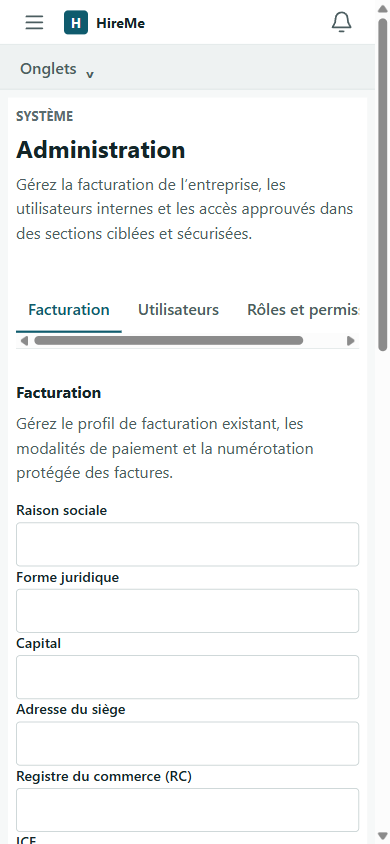 H HireMe
Onglets
SYSTÈME
Administration
Gérez la facturation de l’entreprise, les
utilisateurs internes et les accès approuvés dans
des sections ciblées et sécurisées.
Facturation Utilisateurs Rôles et permis
Facturation
Gérez le profil de facturation existant, les
modalités de paiement et la numérotation
protégée des factures.
Raison sociale
Forme juridique
Capital
Adresse du siège
Registre du commerce (RC)
ICE